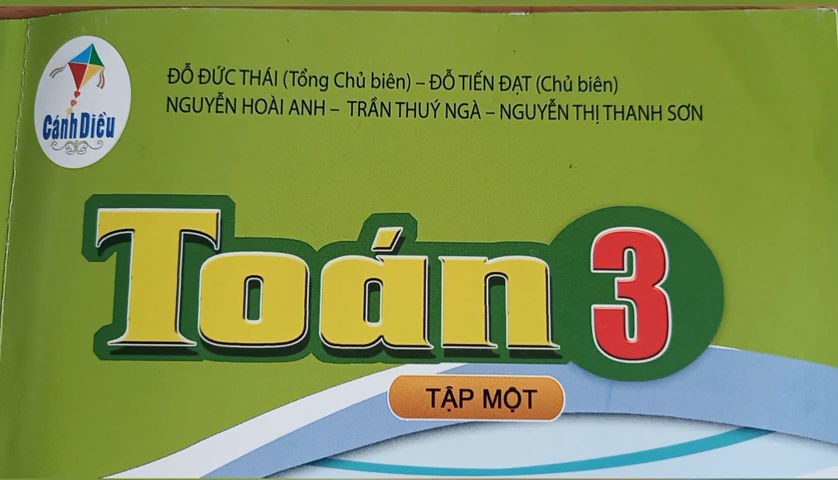 ĐỖ ĐỨC THÁI (Tổng Chủ biên) – ĐỖ TIẾN ĐẠT (Chủ biên)
NGUYỄN HOÀI ANH – TRẦN THUÝ NGÀ – NGUYỄN THỊ THANH SƠN
Cánh Diều
Toán 3
TẬP MỘT